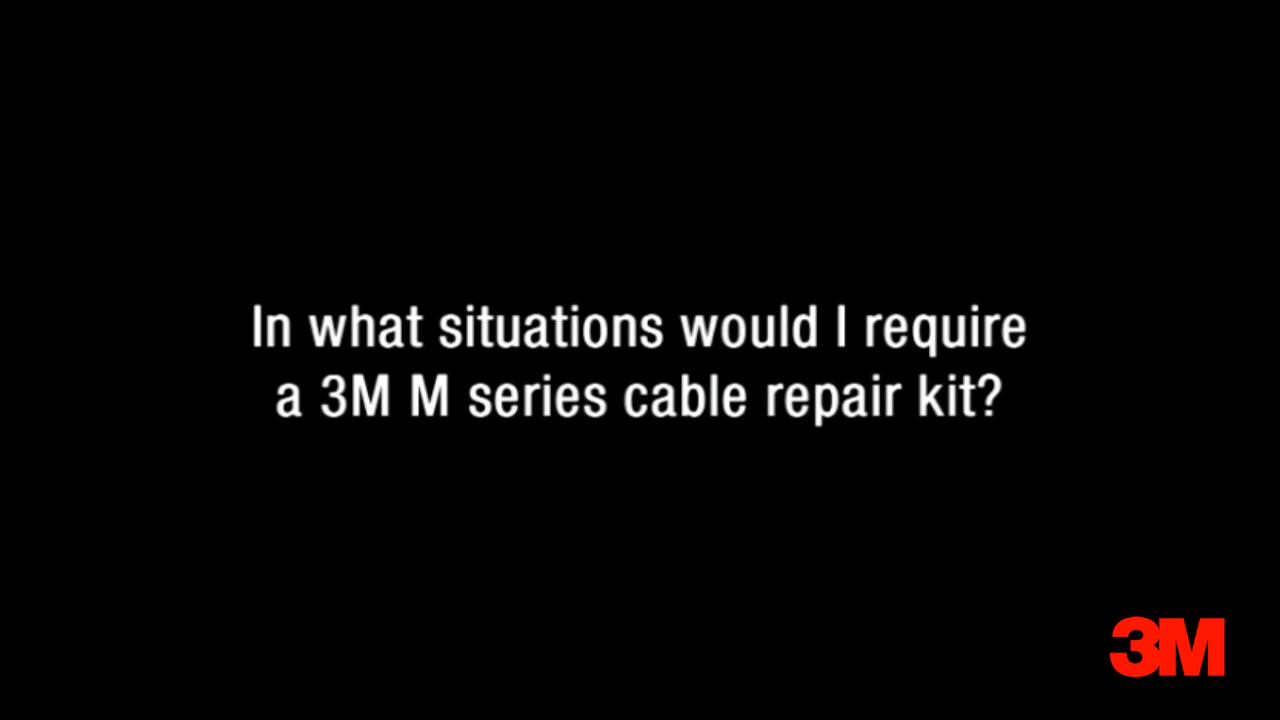 In what situations would I require
a 3M M series cable repair kit?
3M